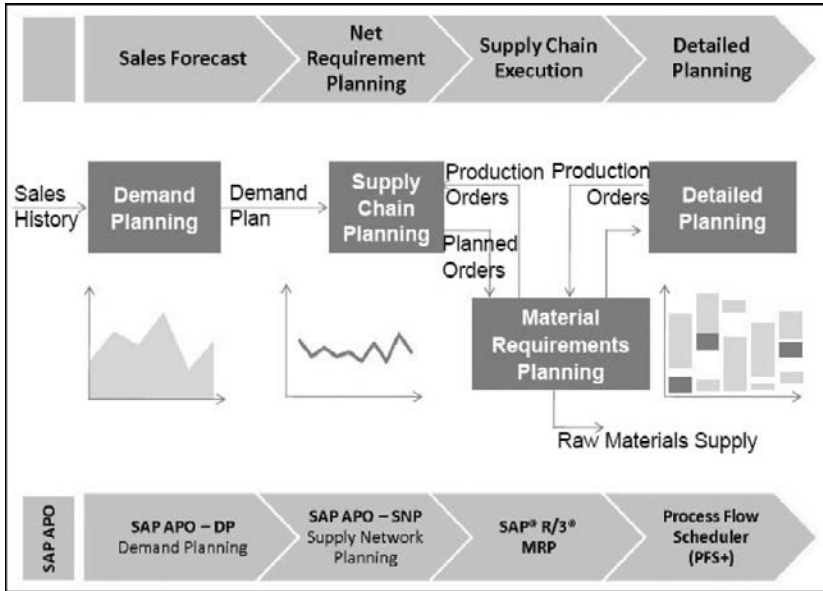 Sales Forecast
Net
Requirement
Planning
Supply Chain
Execution
Detailed
Planning
Sales
History
Demand
Planning
Demand
Plan
Supply
Chain
Planning
Production
Orders
Planned
Orders
Production
Orders
Detailed
Planning
Material
Requirements
Planning
Raw Materials Supply
SAP APO
SAP APO – DP
Demand Planning
SAP APO – SNP
Supply Network
Planning
SAP® R/3®
MRP
Process Flow
Scheduler
(PFS+)